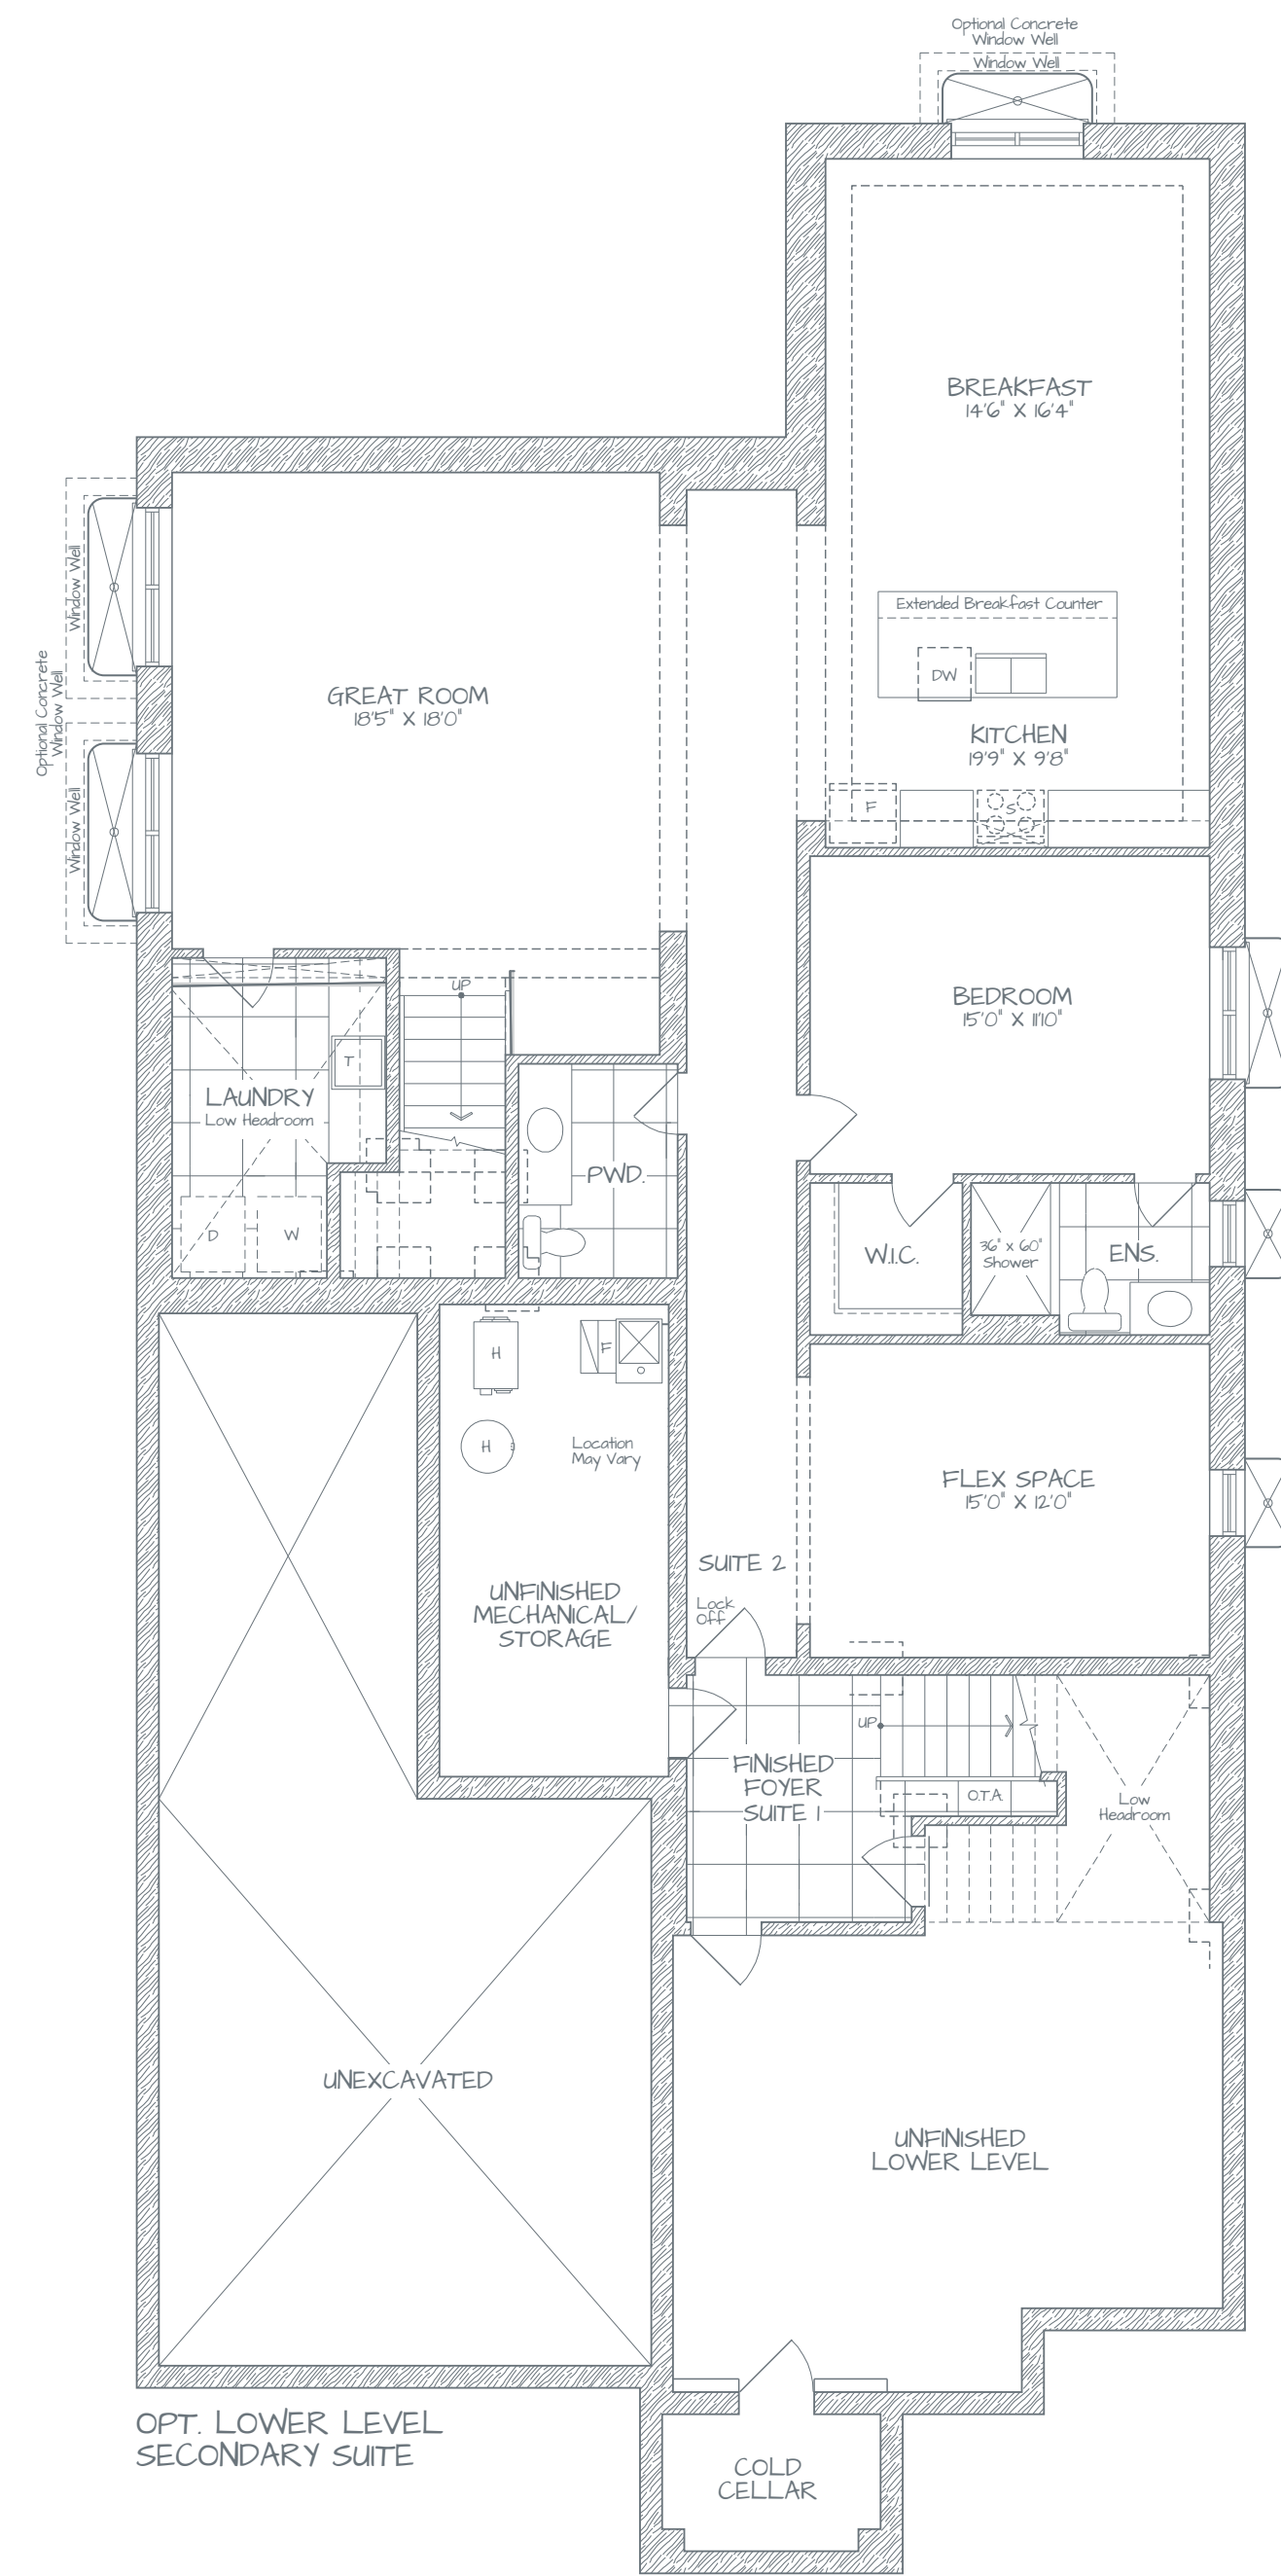 Optional Concrete
Window Well
Window Well
BREAKFAST
14'6" X 16'4"
Extended Breakfast Counter
DW
KITCHEN
19'9" X 9'8"
F
S
Window Well
GREAT ROOM
18'5" X 18'0"
Optional Concrete
Window Well
Window Well
UP
BEDROOM
15'0" X 11'10"
T
LAUNDRY
Low Headroom
D
W
PWD.
W.I.C.
36" x 60"
Shower
ENS.
H
F
H
Location
May Vary
FLEX SPACE
15'0" X 12'0"
SUITE 2
Lock
Off
UNFINISHED
MECHANICAL/
STORAGE
UP
FINISHED
FOYER
SUITE 1
O.T.A.
Low
Headroom
UNEXCAVATED
UNFINISHED
LOWER LEVEL
OPT. LOWER LEVEL
SECONDARY SUITE
COLD
CELLAR